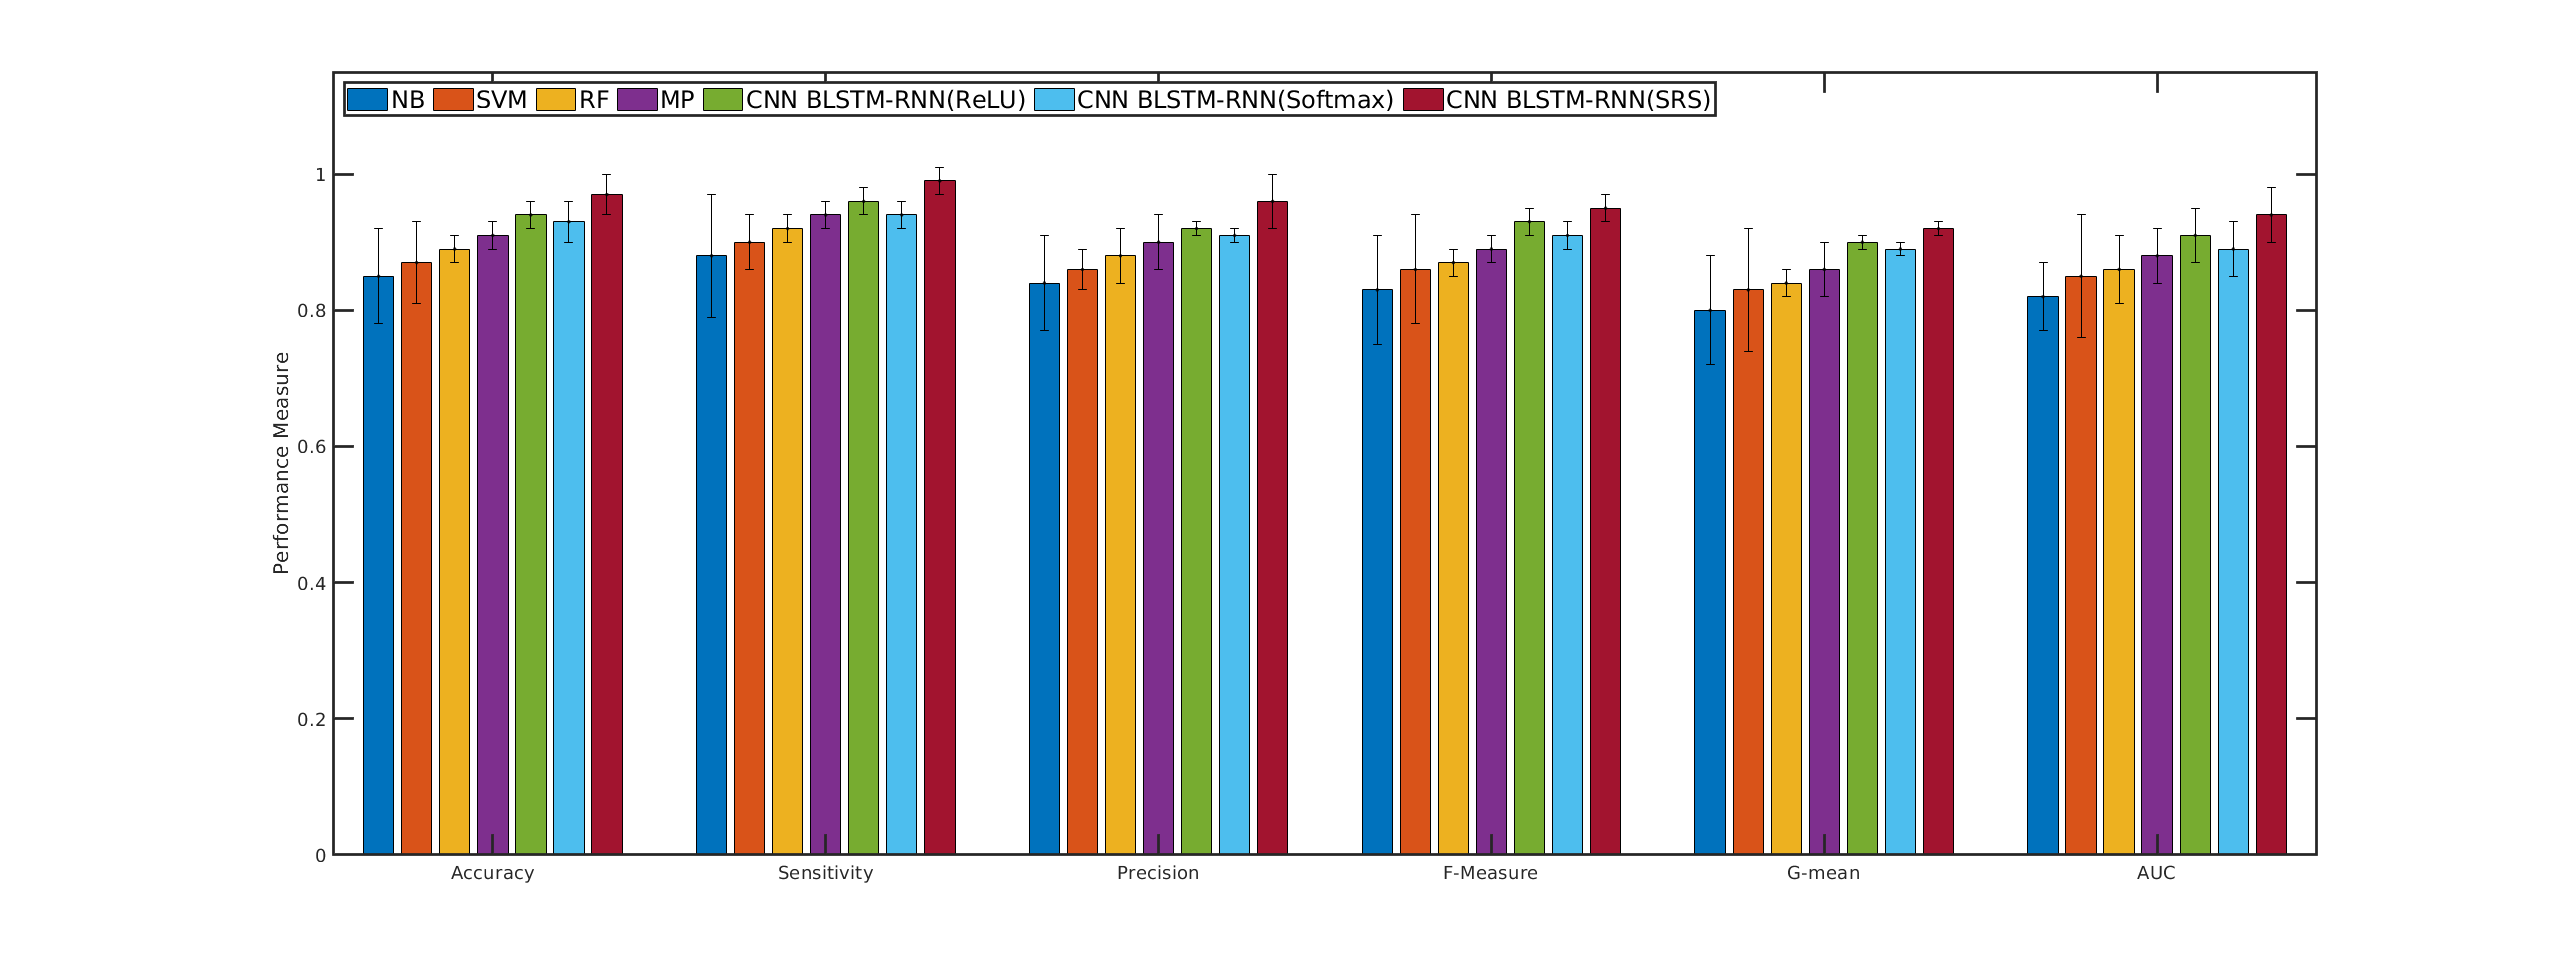 NB SVM RF MP CNN BLSTM-RNN(ReLU) CNN BLSTM-RNN(Softmax) CNN BLSTM-RNN(SRS)
1
0.8
0.6
0.4
0.2
0
Performance Measure
Accuracy Sensitivity Precision F-Measure G-mean AUC